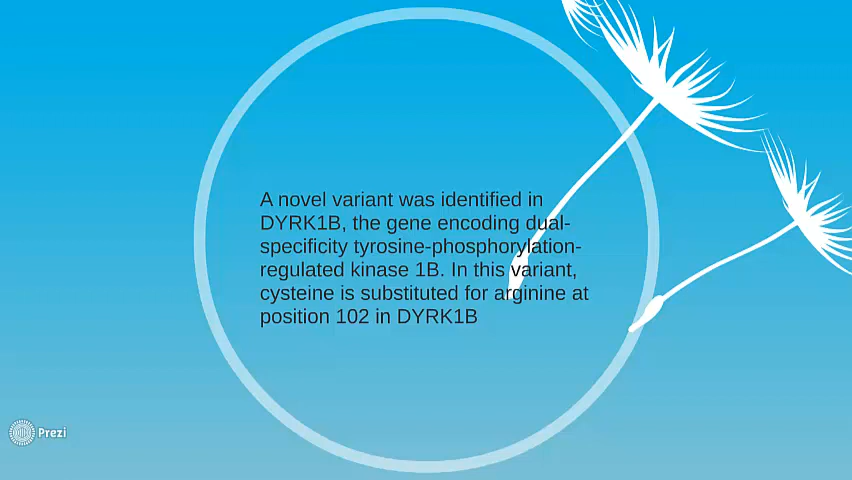 A novel variant was identified in
DYRK1B, the gene encoding dual-
specificity tyrosine-phosphorylation-
regulated kinase 1B. In this variant,
cysteine is substituted for arginine at
position 102 in DYRK1B
Prezi